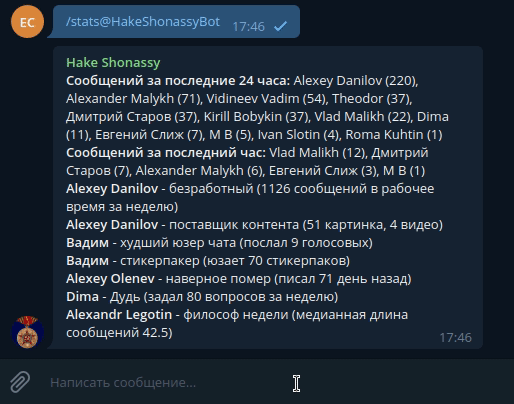 EC
/stats@HakeShonassyBot 17:46
Hake Shonassy
Сообщений за последние 24 часа: Alexey Danilov (220),
Alexander Malykh (71), Vidineev Vadim (54), Theodor (37),
Дмитрий Старов (37), Kirill Bobykin (37), Vlad Malikh (22), Dima
(11), Евгений Слиж (7), M B (5), Ivan Slotin (4), Roma Kuhtin (1)
Сообщений за последний час: Vlad Malikh (12), Дмитрий
Старов (7), Alexander Malykh (6), Евгений Слиж (3), M B (1)
Alexey Danilov - безработный (1126 сообщений в рабочее
время за неделю)
Alexey Danilov - поставщик контента (51 картинка, 4 видео)
Вадим - худший юзер чата (послал 9 голосовых)
Вадим - стикерпакер (юзает 70 стикерпаков)
Alexey Olenev - наверное помер (писал 71 день назад)
Dima - Дудь (задал 80 вопросов за неделю)
Alexandr Legotin - философ недели (медианная длина
сообщений 42.5)
17:46
Написать сообщение...